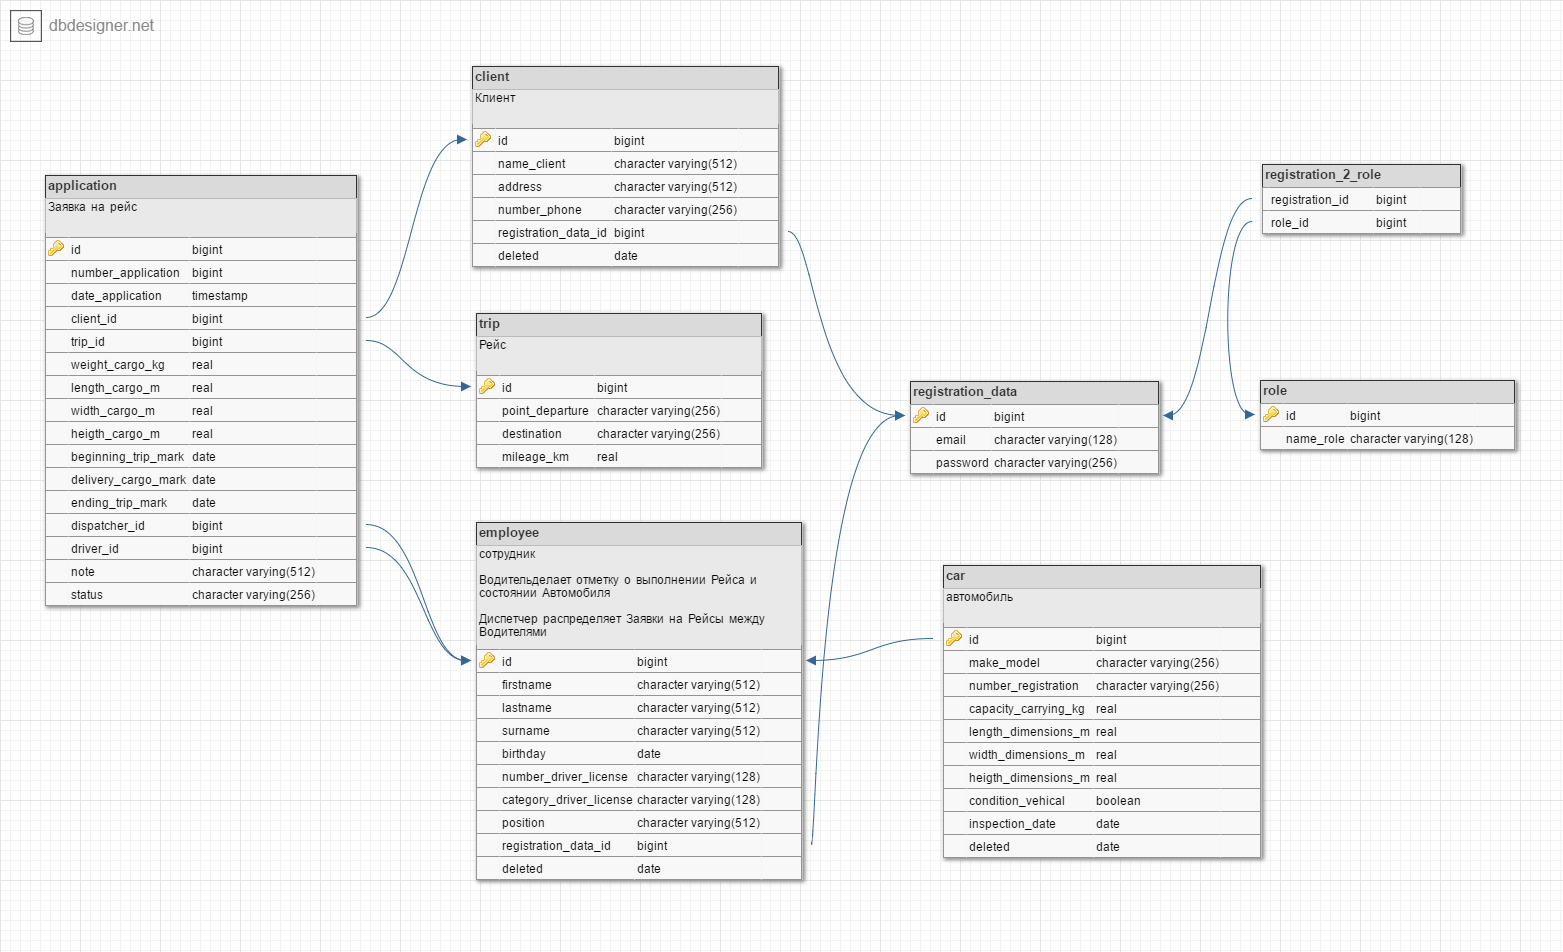 dbdesigner.net
client
Клиент
id bigint
name_client character varying(512)
address character varying(512)
number_phone character varying(256)
registration_data_id bigint
deleted date
application
Заявка на рейс
id bigint
number_application bigint
date_application timestamp
client_id bigint
trip_id bigint
weight_cargo_kg real
length_cargo_m real
width_cargo_m real
heigth_cargo_m real
beginning_trip_mark date
delivery_cargo_mark date
ending_trip_mark date
dispatcher_id bigint
driver_id bigint
note character varying(512)
status character varying(256)
trip
Рейс
id bigint
point_departure character varying(256)
destination character varying(256)
mileage_km real
employee
сотрудник
Водительделает отметку о выполнении Рейса и
состоянии Автомобиля
Диспетчер распределяет Заявки на Рейсы между
Водителями
id bigint
firstname character varying(512)
lastname character varying(512)
surname character varying(512)
birthday date
number_driver_license character varying(128)
category_driver_license character varying(128)
position character varying(512)
registration_data_id bigint
deleted date
registration_data
id bigint
email character varying(128)
password character varying(256)
registration_2_role
registration_id bigint
role_id bigint
role
id bigint
name_role character varying(128)
car
автомобиль
id bigint
make_model character varying(256)
number_registration character varying(256)
capacity_carrying_kg real
length_dimensions_m real
width_dimensions_m real
heigth_dimensions_m real
condition_vehical boolean
inspection_date date
deleted date